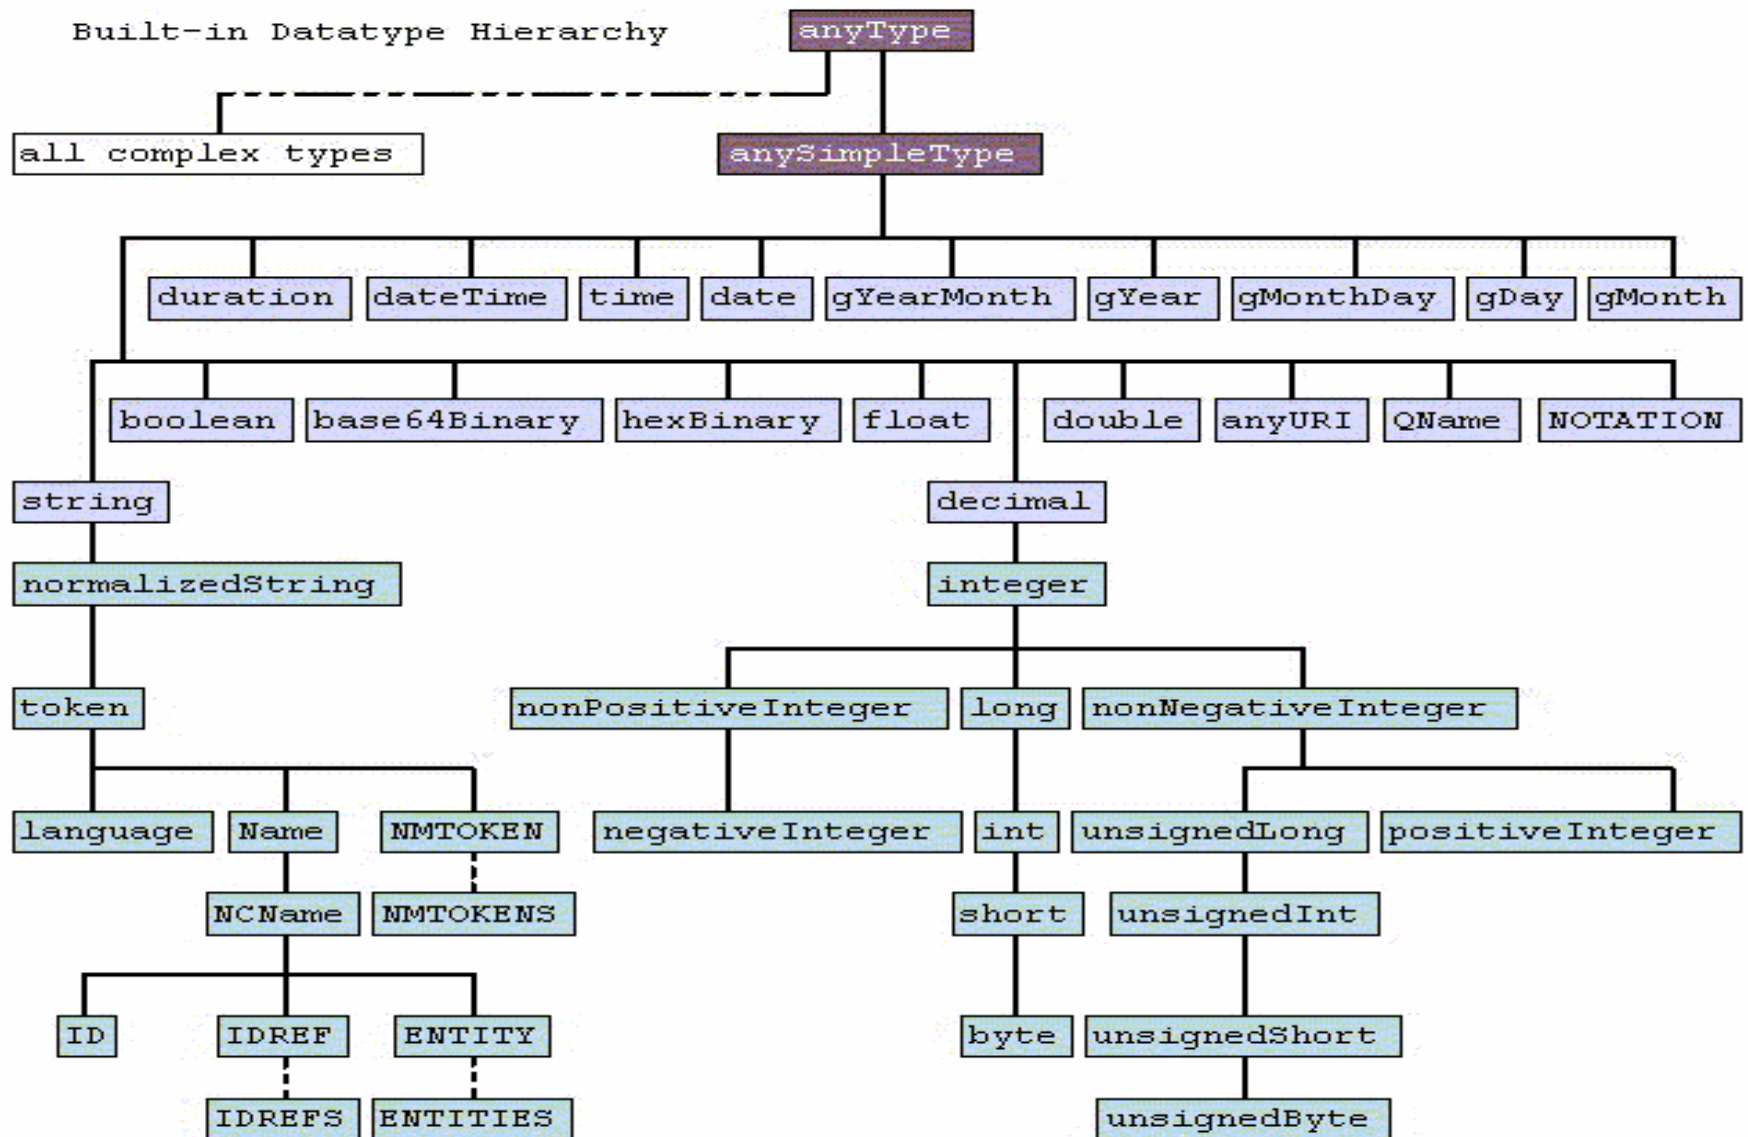 Built-in Datatype Hierarchy
anyType
all complex types
anySimpleType
duration dateTime time date gYearMonth gYear gMonthDay gDay gMonth
boolean base64Binary hexBinary float double anyURI QName NOTATION
string decimal
normalizedString integer
token nonPositiveInteger long nonNegativeInteger
language Name NMTOKEN negativeInteger int unsignedLong positiveInteger
NCName NMTOKENS short unsignedInt
ID IDREF ENTITY byte unsignedShort
IDREFS ENTITIES unsignedByte